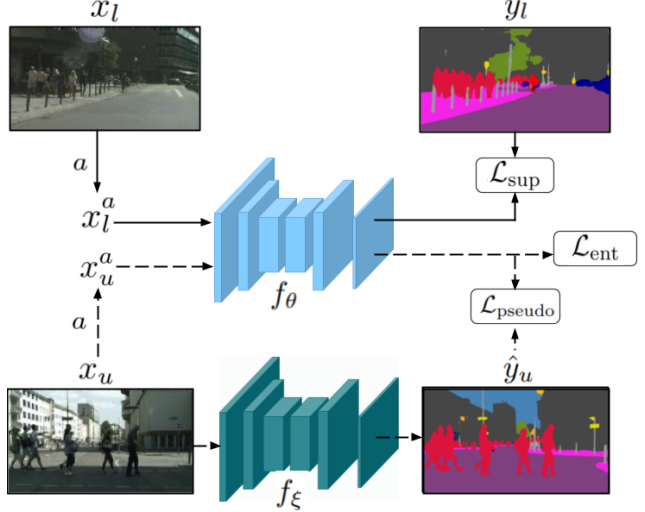 x_l
y_l
a
ℒ_sup
x_l^a
x_u^a
ℒ_ent
f_θ
a
ℒ_pseudo
x_u
ŷ_u
f_ξ